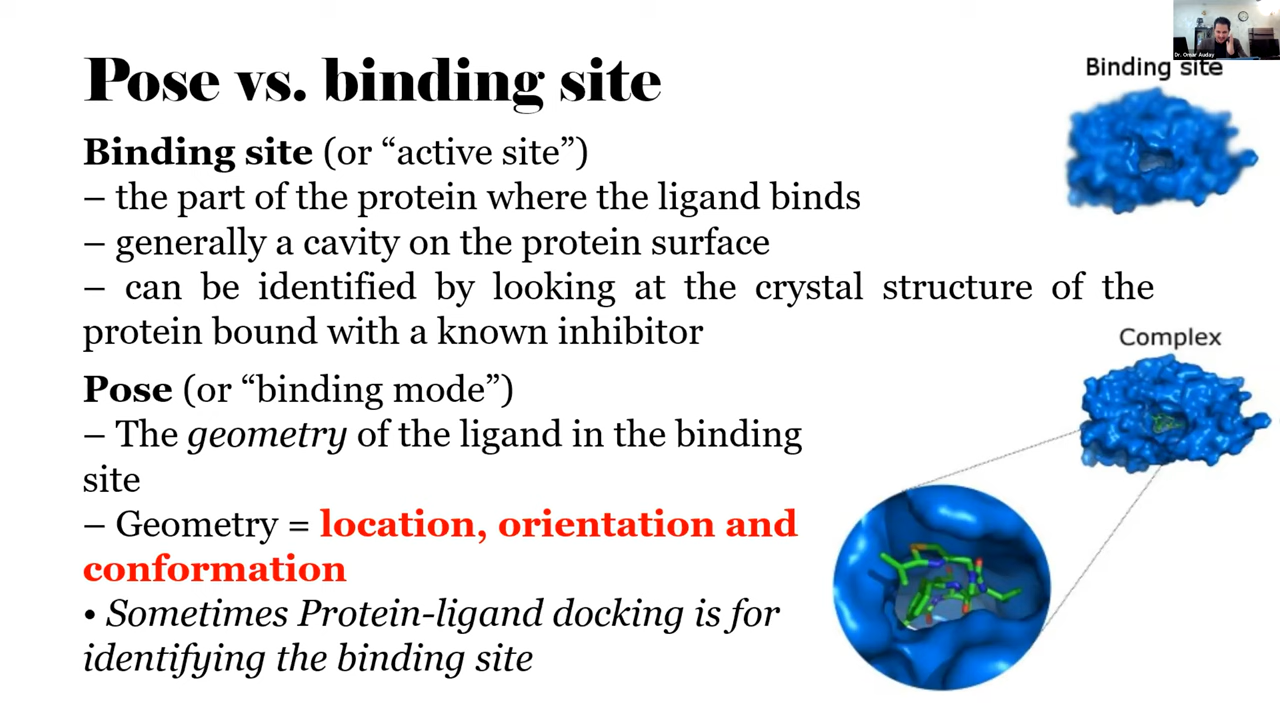 Pose vs. binding site
Binding site (or “active site”)
– the part of the protein where the ligand binds
– generally a cavity on the protein surface
– can be identified by looking at the crystal structure of the
protein bound with a known inhibitor
Pose (or “binding mode”)
– The geometry of the ligand in the binding
site
– Geometry = location, orientation and
conformation
• Sometimes Protein-ligand docking is for
identifying the binding site
Dr. Omar Auday
Binding site
Complex